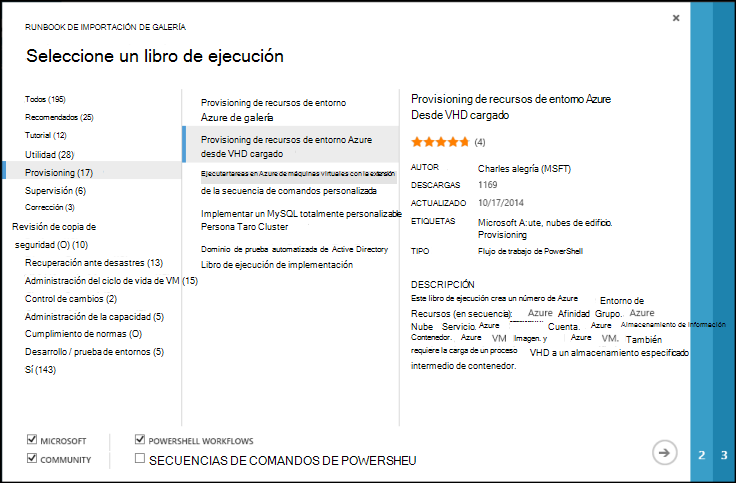 ×
RUNBOOK DE IMPORTACIÓN DE GALERÍA
Seleccione un libro de ejecución
Todos (195)
Recomendados (25)
Tutorial (12)
Utilidad (28)
Provisioning (17)
Supervisión (6)
Corrección (3)
Revisión de copia de
seguridad (O) (10)
Recuperación ante desastres (13)
Administración del ciclo de vida de VM (15)
Control de cambios (2)
Administración de la capacidad (5)
Cumplimiento de normas (O)
Desarrollo / prueba de entornos (5)
Sí (143)
Provisioning de recursos de entorno
Azure de galería
Provisioning de recursos de entorno Azure
desde VHD cargado
Ejecutar tareas en Azure de máquinas virtuales con la extensión
de la secuencia de comandos personalizada
Implementar un MySQL totalmente personalizable
Persona Taro Cluster
Dominio de prueba automatizada de Active Directory
Libro de ejecución de implementación
Provisioning de recursos de entorno Azure
Desde VHD cargado
(4)
AUTOR Charles alegría (MSFT)
DESCARGAS 1169
ACTUALIZADO 10/17/2014
ETIQUETAS Microsoft A:ute, nubes de edificio.
Provisioning
TIPO Flujo de trabajo de PowerShell
DESCRIPCIÓN
Este libro de ejecución crea un número de Azure Entorno de
Recursos (en secuencia): Azure Afinidad Grupo. Azure
Nube Servicio. Azure Cuenta. Azure Almacenamiento de Información
Contenedor. Azure VM Imagen. y Azure VM. También
requiere la carga de un proceso VHD a un almacenamiento especificado
intermedio de contenedor.
MICROSOFT
POWERSHELL WORKFLOWS
COMMUNITY
SECUENCIAS DE COMANDOS DE POWERSHEU
2 3